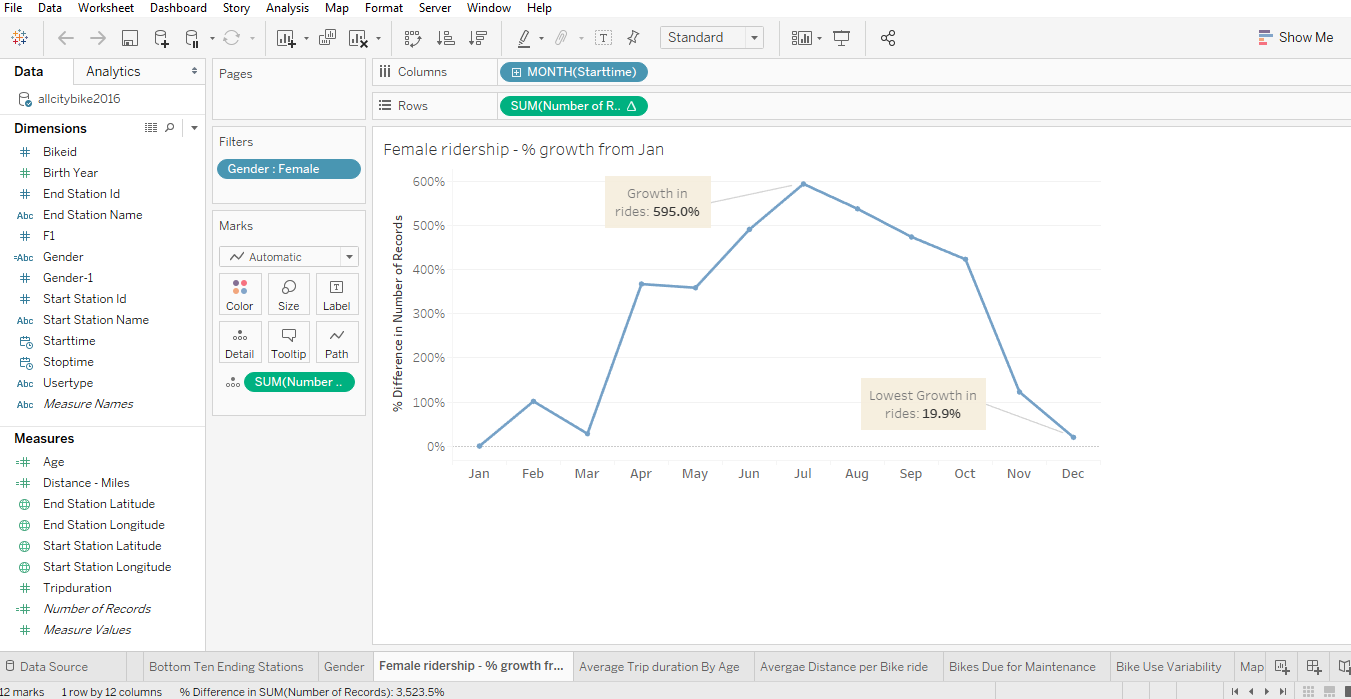 File Data Worksheet Dashboard Story Analysis Map Format Server Window Help
Standard
Show Me
Data Analytics
allcitybike2016
Dimensions
Bikeid
Birth Year
End Station Id
Abc End Station Name
F1
=Abc Gender
Gender-1
Start Station Id
Abc Start Station Name
Starttime
Stoptime
Abc Usertype
Abc Measure Names
Measures
Age
Distance - Miles
End Station Latitude
End Station Longitude
Start Station Latitude
Start Station Longitude
Tripduration
Number of Records
Measure Values
Pages
Filters
Gender : Female
Marks
Automatic
Color Size Label
Detail Tooltip Path
SUM(Number ..
Columns MONTH(Starttime)
Rows SUM(Number of R.. Δ
Female ridership - % growth from Jan
% Difference in Number of Records
600%
500%
400%
300%
200%
100%
0%
Growth in
rides: 595.0%
Lowest Growth in
rides: 19.9%
Jan Feb Mar Apr May Jun Jul Aug Sep Oct Nov Dec
Data Source Bottom Ten Ending Stations Gender Female ridership - % growth fr... Average Trip duration By Age Avergae Distance per Bike ride Bikes Due for Maintenance Bike Use Variability Map
12 marks 1 row by 12 columns % Difference in SUM(Number of Records): 3,523.5%